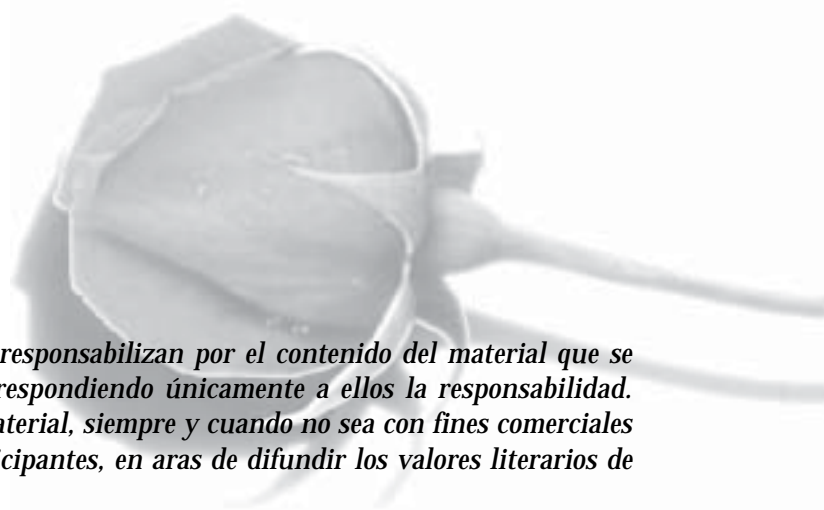 responsabilizan por el contenido del material que se
respondiendo únicamente a ellos la responsabilidad.
aterial, siempre y cuando no sea con fines comerciales
cipantes, en aras de difundir los valores literarios de